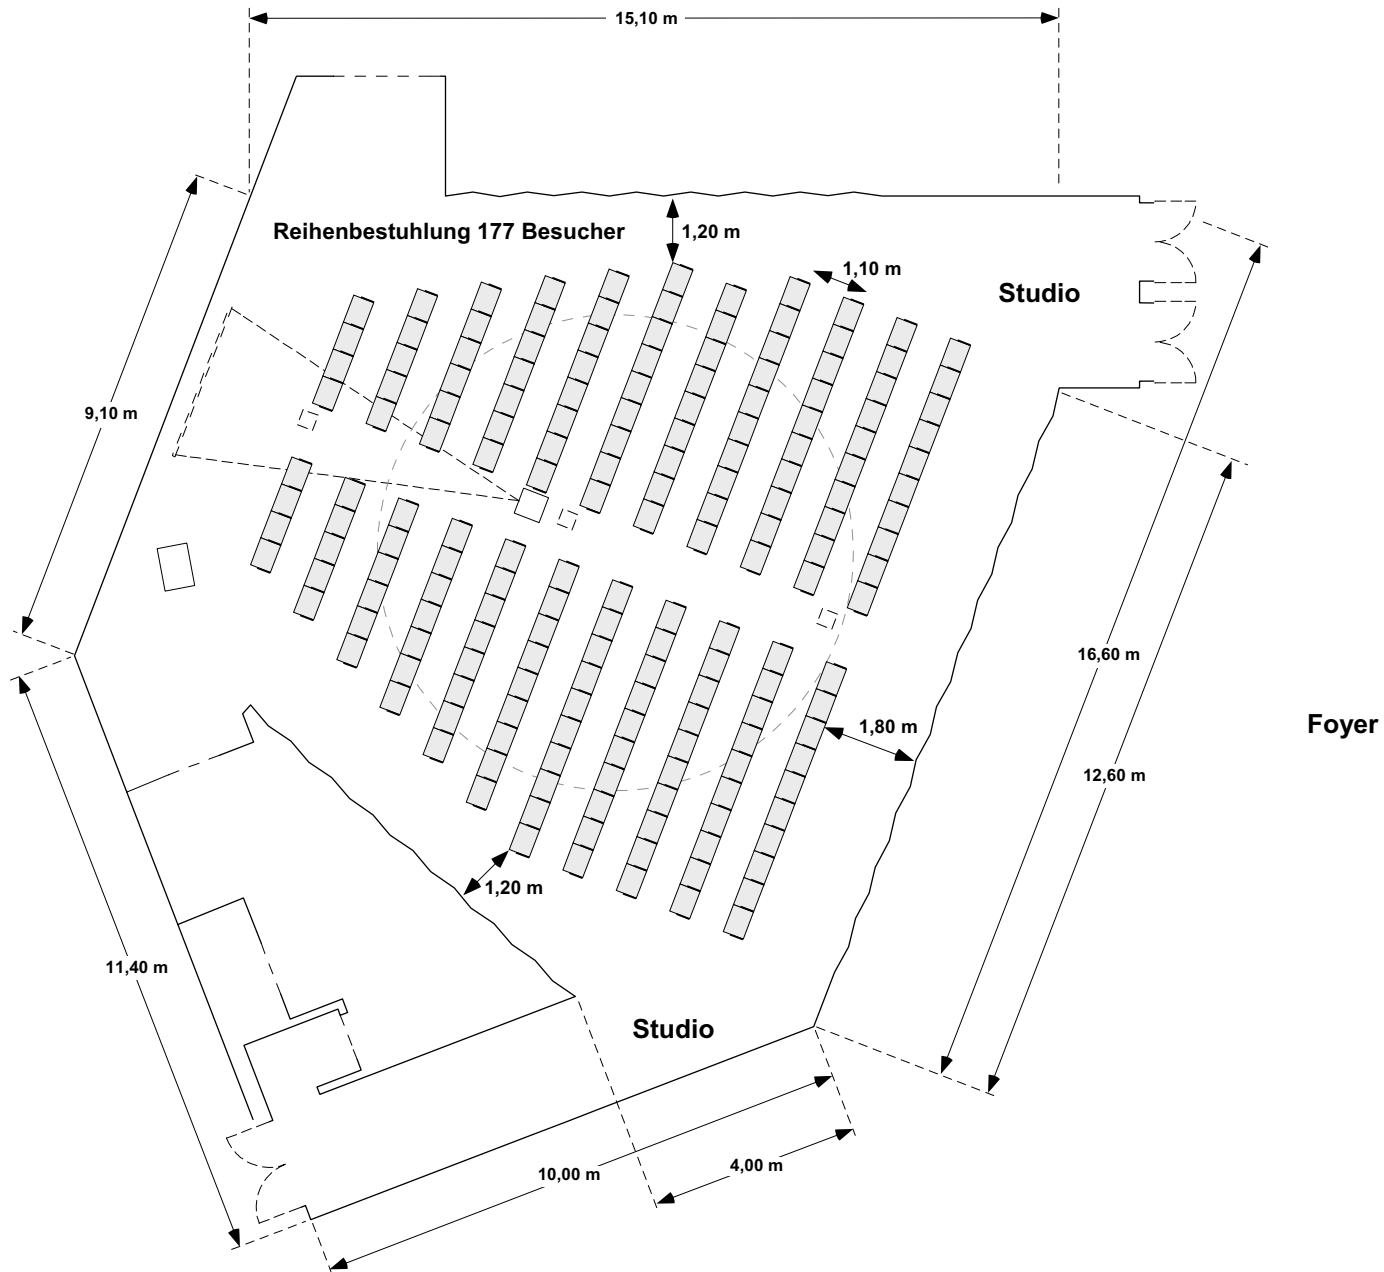 15,10 m
Reihenbestuhlung 177 Besucher
1,20 m
1,10 m
Studio
9,10 m
16,60 m
1,80 m
Foyer
12,60 m
1,20 m
11,40 m
Studio
4,00 m
10,00 m